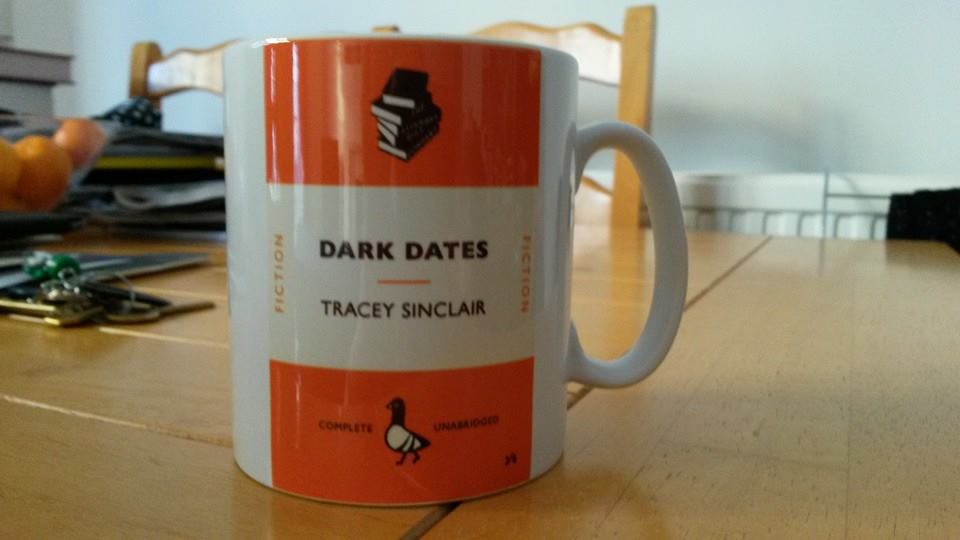 FICTION
DARK DATES
TRACEY SINCLAIR
FICTION
COMPLETE UNABRIDGED